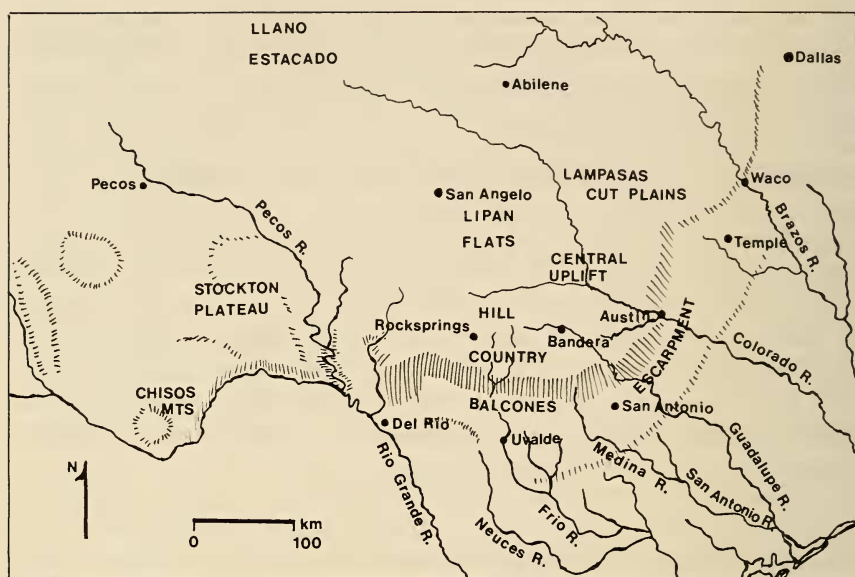 LLANO
ESTACADO
Dallas
Abilene
Pecos
San Angelo
LIPAN
FLATS
LAMPASAS
CUT PLAINS
Waco
Brazos R.
Pecos R.
Temple
STOCKTON
PLATEAU
CENTRAL
UPLIFT
Rocksprings
HILL
COUNTRY
Bandera
Austin
Colorado R.
CHISOS
MTS
BALCONES
ESCARPMENT
Del Rio
Uvalde
San Antonio
Guadalupe R.
Medina R.
San Antonio R.
Rio Grande R.
Neuces R.
Frio R.
N
km
0 100